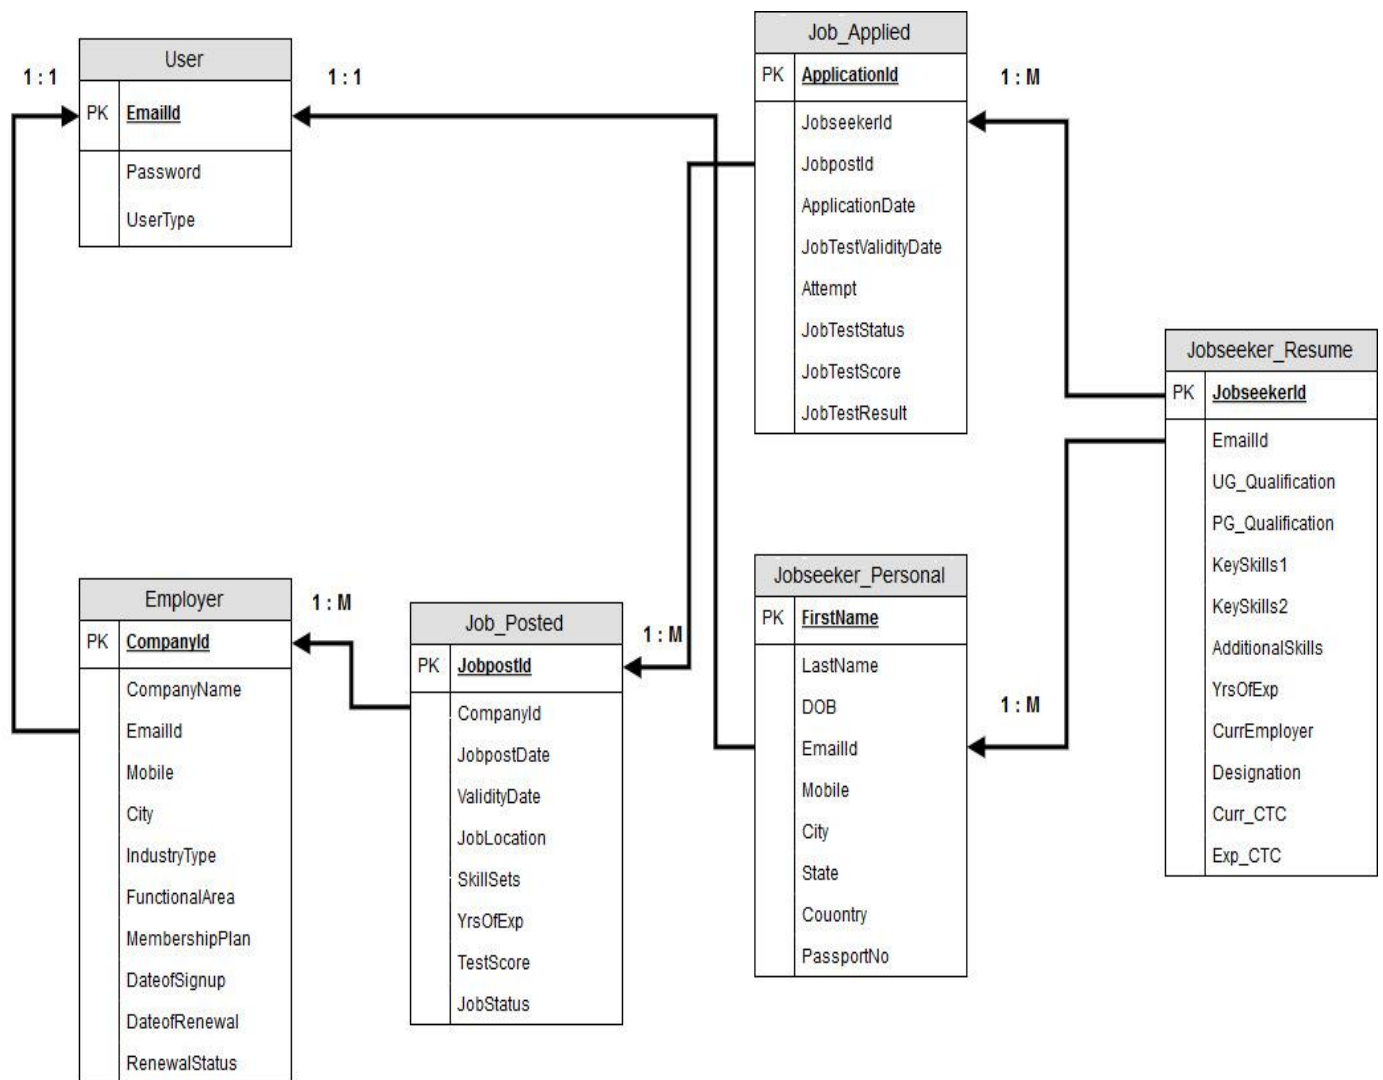 User
1 : 1
1 : 1
PK EmailId
Password
UserType
Job_Applied
PK ApplicationId
1 : M
JobseekerId
JobpostId
ApplicationDate
JobTestValidityDate
Attempt
JobTestStatus
JobTestScore
JobTestResult
Jobseeker_Resume
PK JobseekerId
EmailId
UG_Qualification
PG_Qualification
KeySkills1
KeySkills2
AdditionalSkills
YrsOfExp
CurrEmployer
Designation
Curr_CTC
Exp_CTC
Employer
1 : M
PK CompanyId
CompanyName
EmailId
Mobile
City
IndustryType
FunctionalArea
MembershipPlan
DateofSignup
DateofRenewal
RenewalStatus
Job_Posted
1 : M
PK JobpostId
CompanyId
JobpostDate
ValidityDate
JobLocation
SkillSets
YrsOfExp
TestScore
JobStatus
Jobseeker_Personal
PK FirstName
LastName
DOB
1 : M
EmailId
Mobile
City
State
Couontry
PassportNo